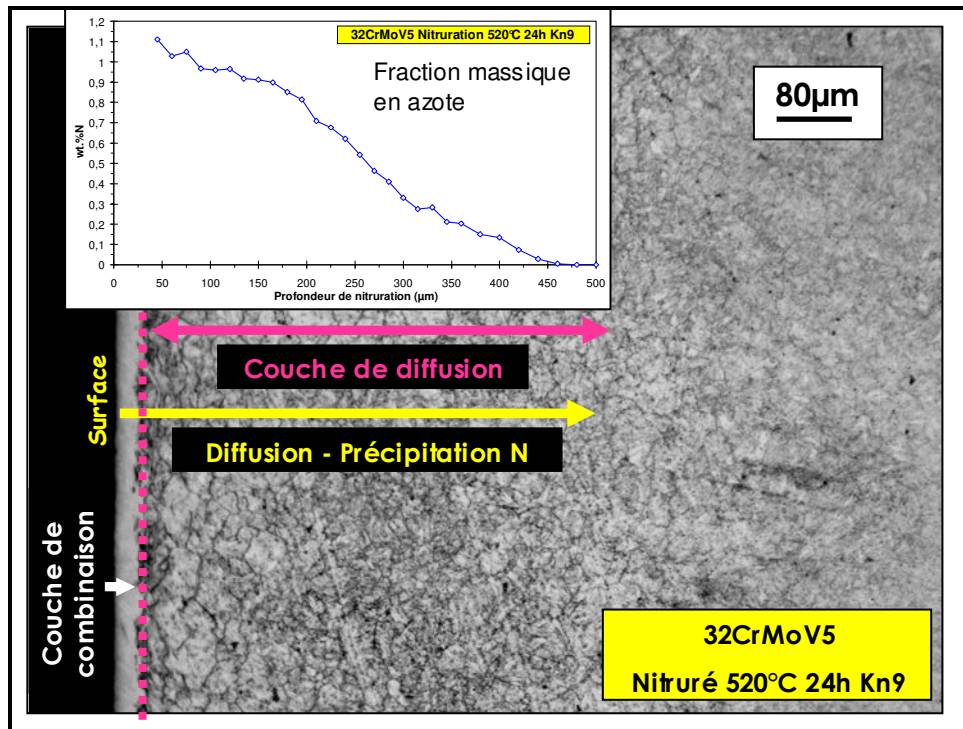 32CrMoV5 Nitruration 520°C 24h Kn9
Fraction massique
en azote
wt.%N
1,2
1,1
1
0,9
0,8
0,7
0,6
0,5
0,4
0,3
0,2
0,1
0
0 50 100 150 200 250 300 350 400 450 500
Profondeur de nitruration (µm)
80µm
Couche de diffusion
Surface
Diffusion - Précipitation N
Couche de
combinaison
32CrMoV5
Nitruré 520°C 24h Kn9